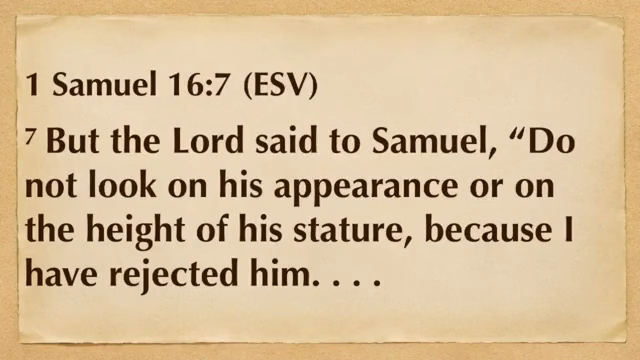 1 Samuel 16:7 (ESV)
7 But the Lord said to Samuel, “Do
not look on his appearance or on
the height of his stature, because I
have rejected him. . . .